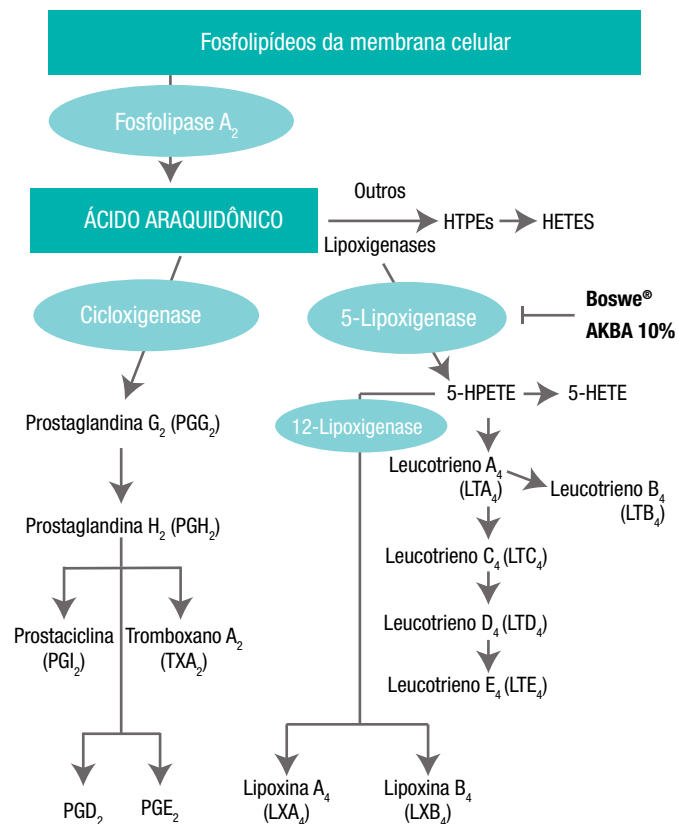 Fosfolipídeos da membrana celular
Fosfolipase A₂
ÁCIDO ARAQUIDÔNICO
Outros
Lipoxigenases
HTPEs
HETES
Cicloxigenase
5-Lipoxigenase
Boswe®
AKBA 10%
5-HPETE
5-HETE
12-Lipoxigenase
Prostaglandina G₂ (PGG₂)
Leucotrieno A₄
(LTA₄)
Leucotrieno B₄
(LTB₄)
Prostaglandina H₂ (PGH₂)
Leucotrieno C₄ (LTC₄)
Prostaciclina
(PGI₂)
Tromboxano A₂
(TXA₂)
Leucotrieno D₄ (LTD₄)
Leucotrieno E₄ (LTE₄)
PGD₂
PGE₂
Lipoxina A₄
(LXA₄)
Lipoxina B₄
(LXB₄)